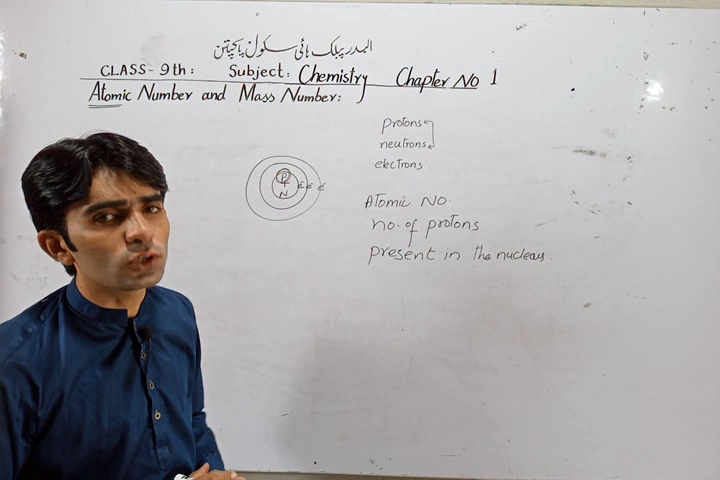 البدر پبلک ہائی سکول پاکپتن
CLASS-9th: Subject: Chemistry Chapter No 1
Atomic Number and Mass Number:
protons
neutrons
electrons.
P
+
N
e e e
Atomic NO.
no. of protons
present in the nucleus.